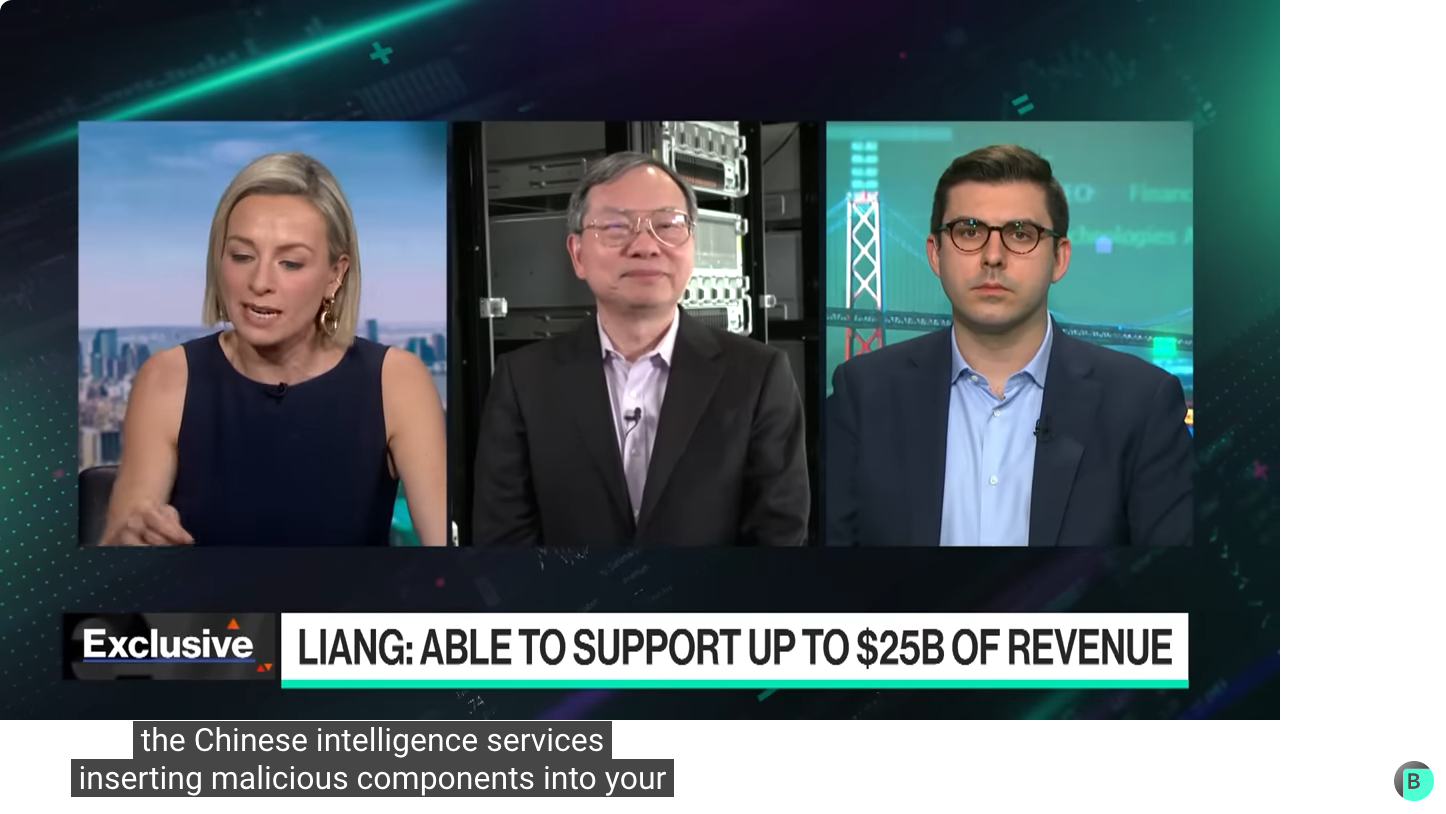 Exclusive
LIANG: ABLE TO SUPPORT UP TO $25B OF REVENUE
the Chinese intelligence services
inserting malicious components into your
B